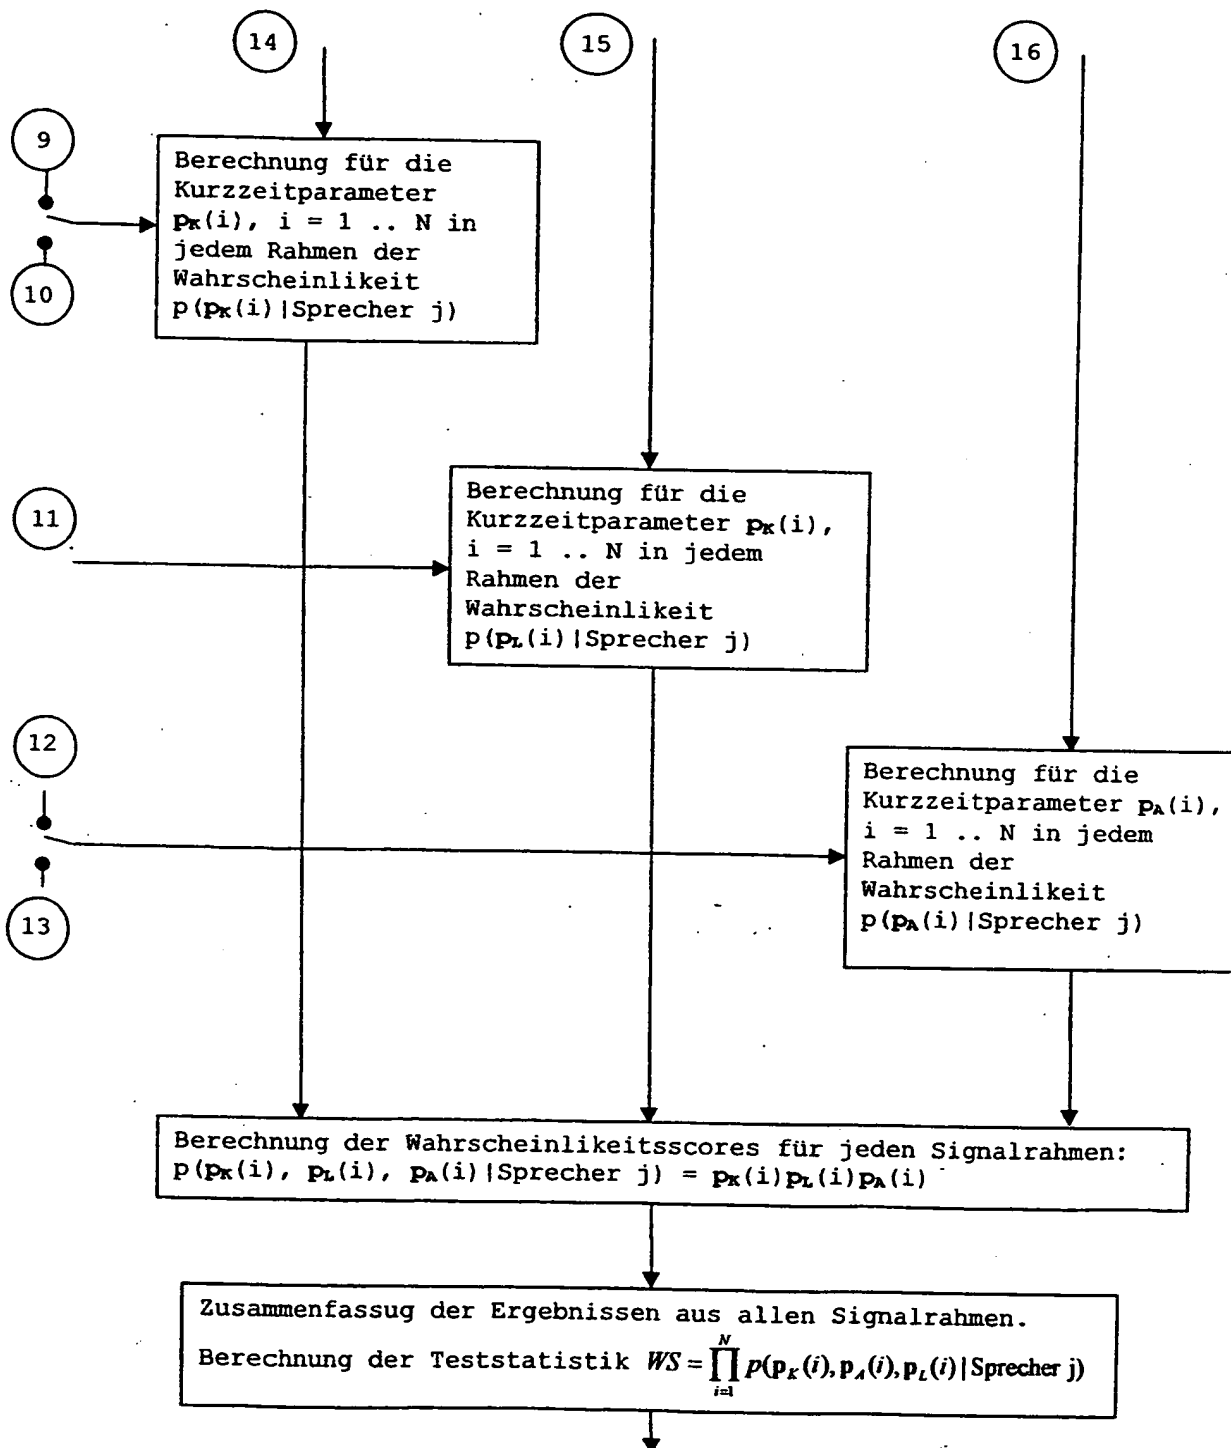 14
15
16
9
Berechnung für die
Kurzzeitparameter
pK(i), i = 1 .. N in
jedem Rahmen der
Wahrscheinlikeit
p(pK(i)|Sprecher j)
10
11
Berechnung für die
Kurzzeitparameter pK(i),
i = 1 .. N in jedem
Rahmen der
Wahrscheinlikeit
p(pL(i)|Sprecher j)
12
Berechnung für die
Kurzzeitparameter pA(i),
i = 1 .. N in jedem
Rahmen der
Wahrscheinlikeit
p(pA(i)|Sprecher j)
13
Berechnung der Wahrscheinlikeitsscores für jeden Signalrahmen:
p(pK(i), pL(i), pA(i)|Sprecher j) = pK(i)pL(i)pA(i)
Zusammenfassug der Ergebnissen aus allen Signalrahmen.
Berechnung der Teststatistik WS = ∏_{i=1}^{N} p(pK(i),pA(i),pL(i)|Sprecher j)